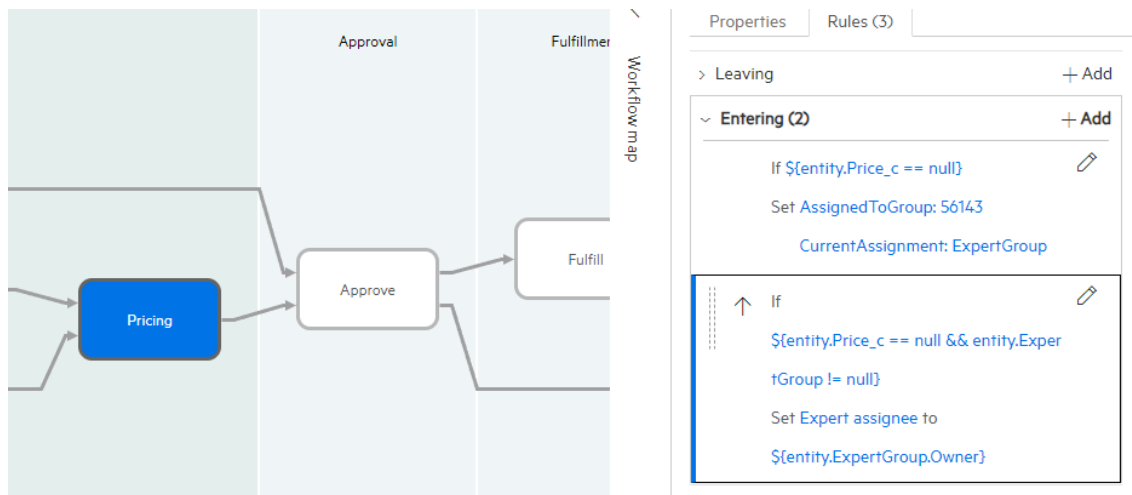 Approval
Fulfillmen
Pricing
Approve
Fulfill
Workflow map
Properties
Rules (3)
Leaving
+ Add
Entering (2)
+ Add
If ${entity.Price_c == null}
Set AssignedToGroup: 56143
CurrentAssignment: ExpertGroup
If
${entity.Price_c == null && entity.Exper
tGroup != null}
Set Expert assignee to
${entity.ExpertGroup.Owner}